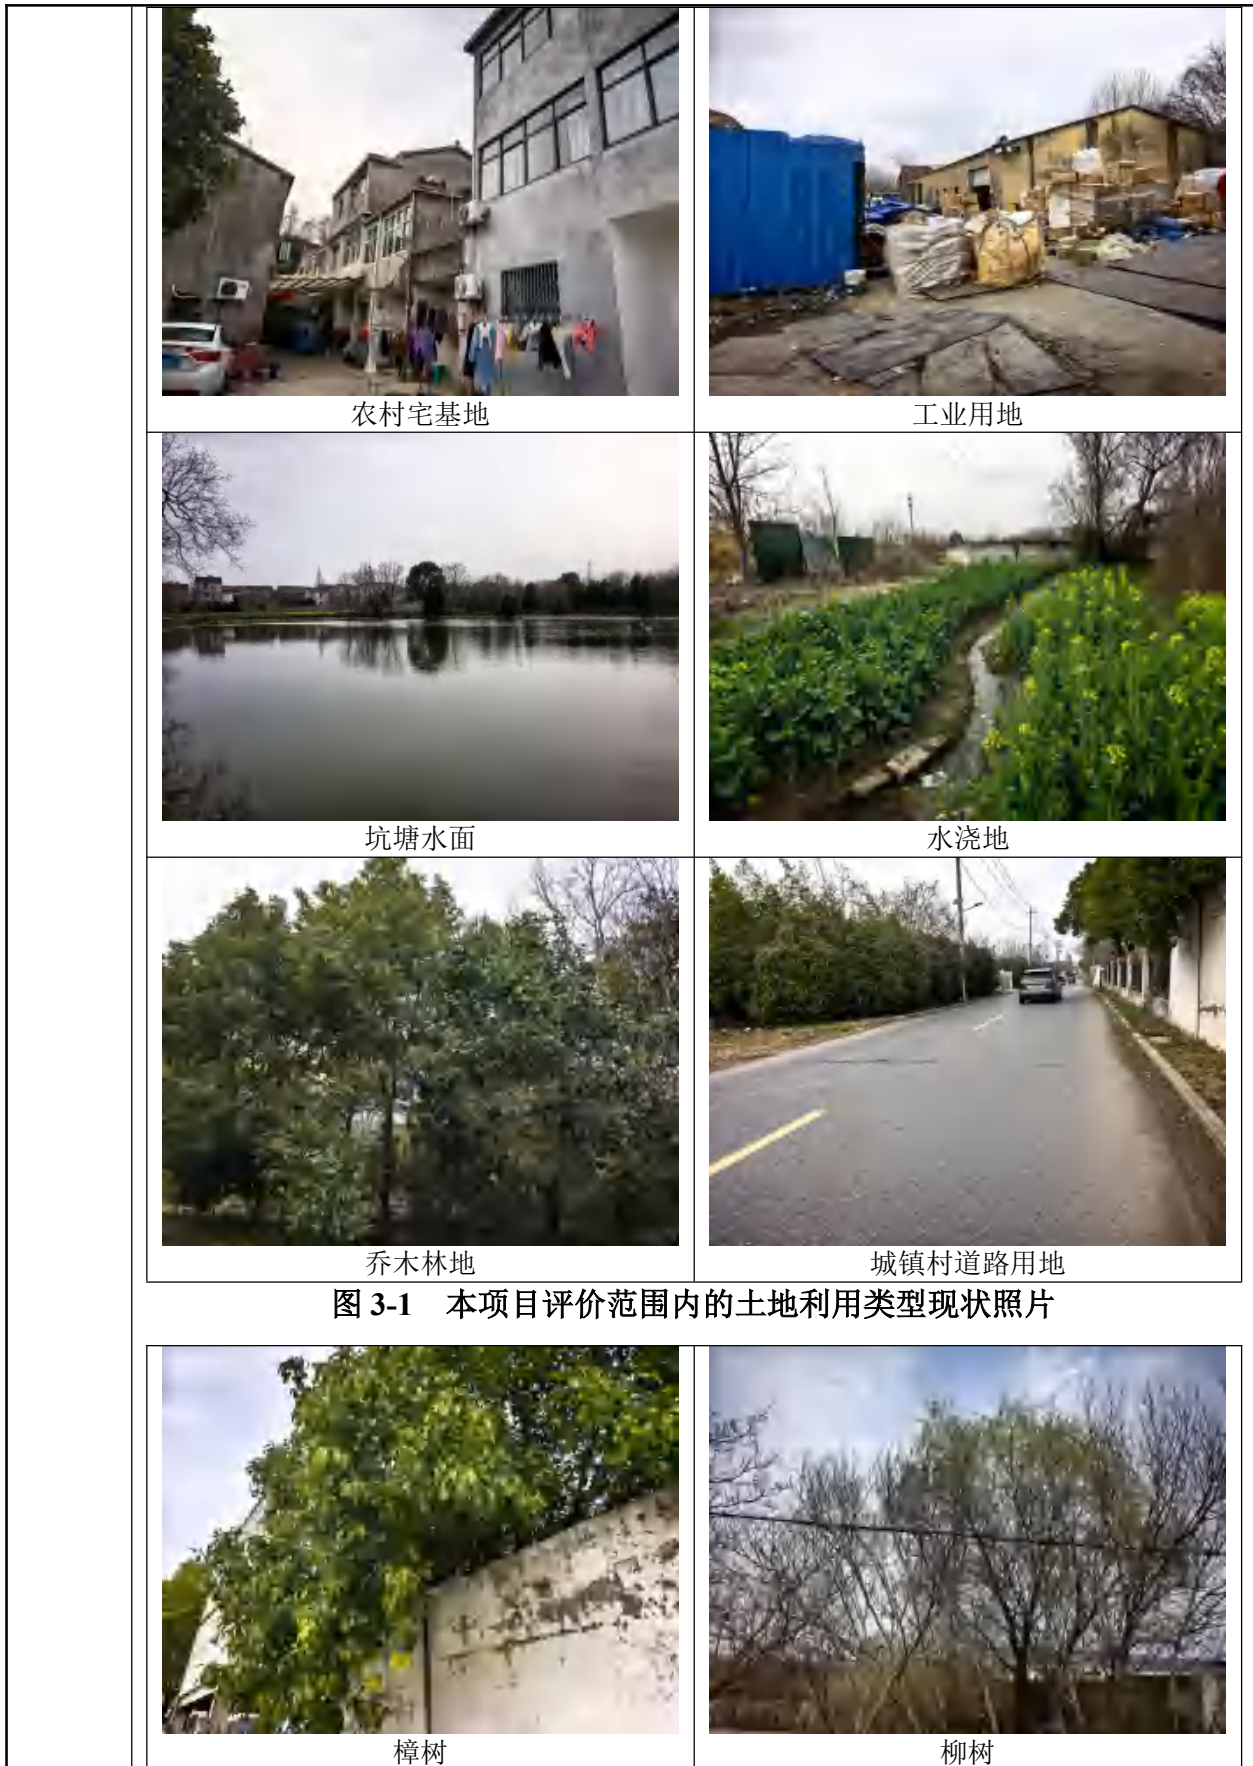 农村宅基地
工业用地
坑塘水面
水浇地
乔木林地
城镇村道路用地
图 3-1 本项目评价范围内的土地利用类型现状照片
樟树
柳树